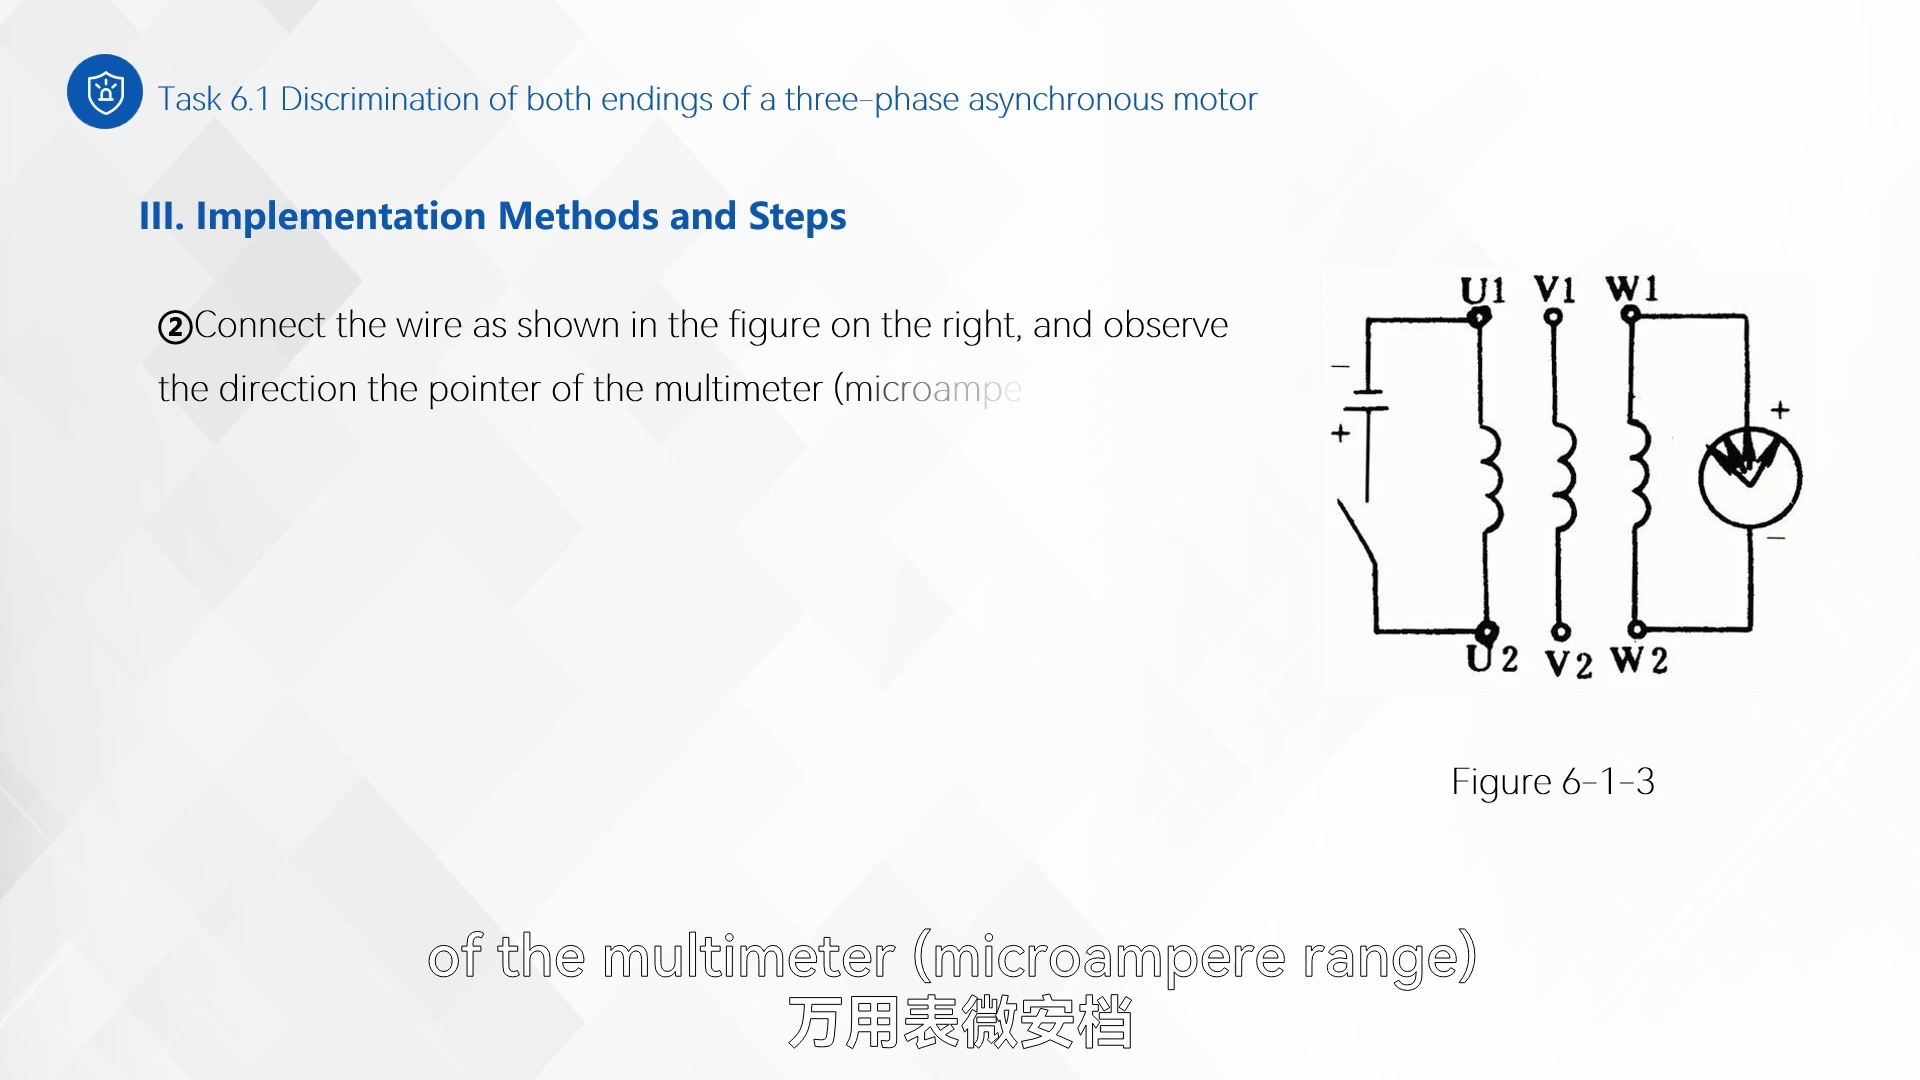 Task 6.1 Discrimination of both endings of a three-phase asynchronous motor
III. Implementation Methods and Steps
②Connect the wire as shown in the figure on the right, and observe
the direction the pointer of the multimeter (microampe
U1 V1 W1
−
+
+
−
U2 V2 W2
Figure 6-1-3
of the multimeter (microampere range)
万用表微安档